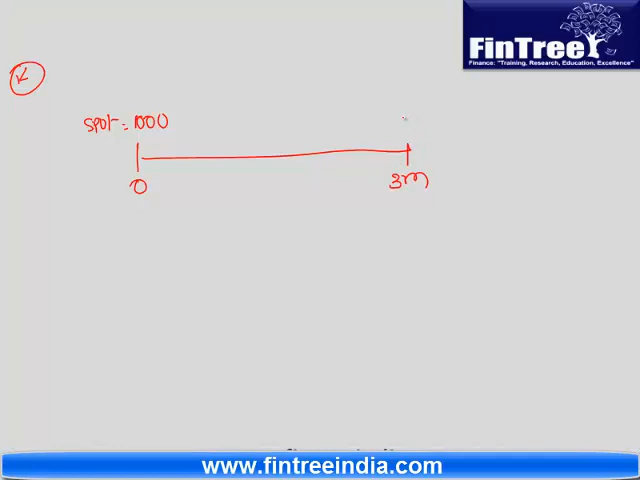 FinTree
Finance: "Training, Research, Education, Excellence"
K
spot = 1000
0
3m
www.fintreeindia.com